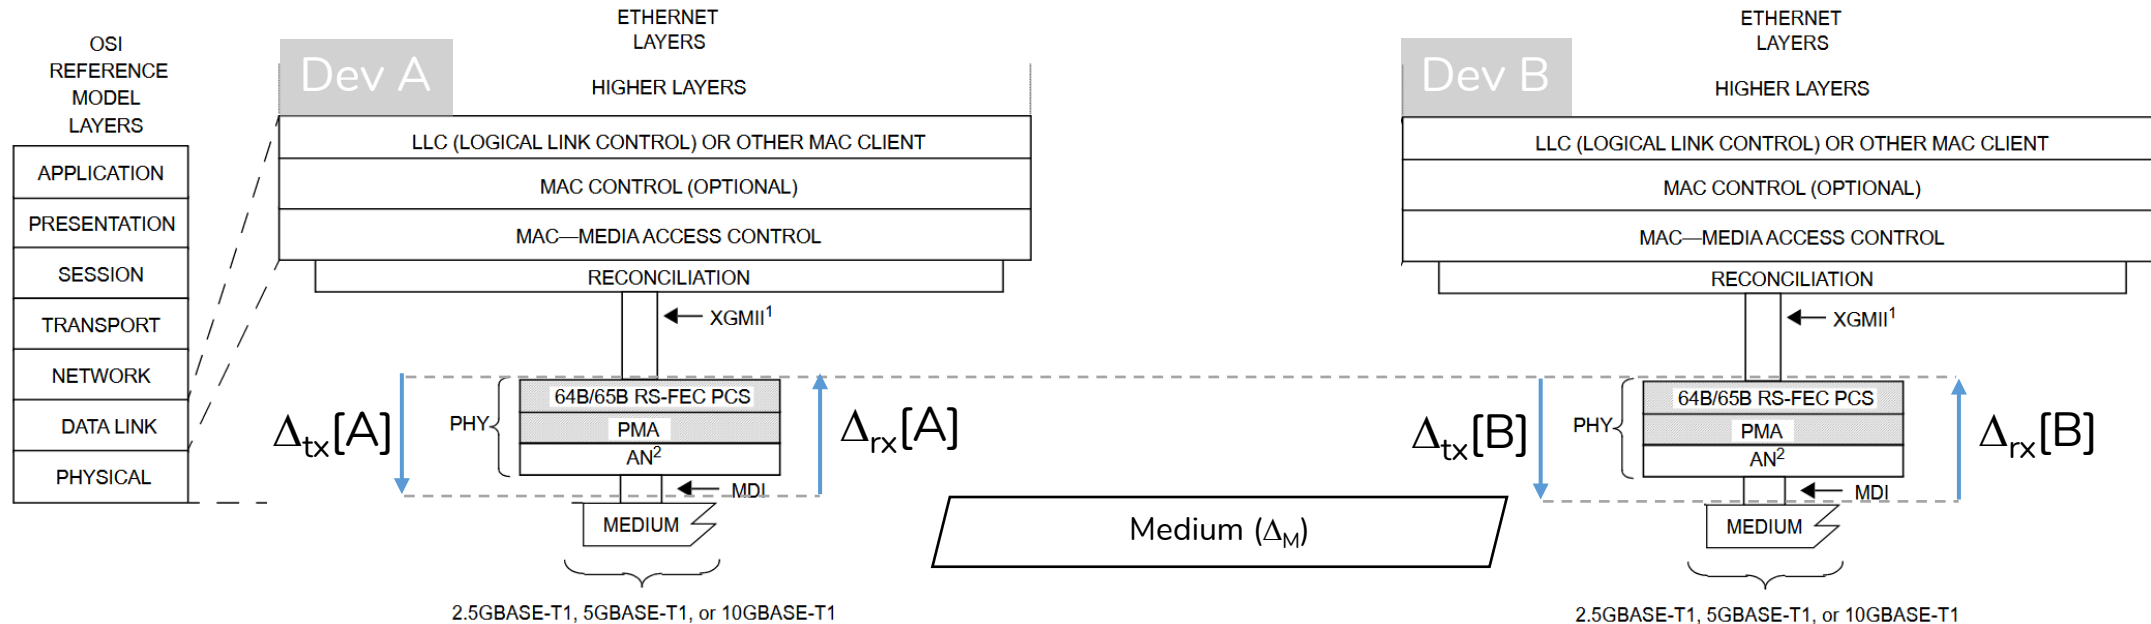 OSI
REFERENCE
MODEL
LAYERS
APPLICATION
PRESENTATION
SESSION
TRANSPORT
NETWORK
DATA LINK
PHYSICAL
ETHERNET
LAYERS
Dev A
HIGHER LAYERS
LLC (LOGICAL LINK CONTROL) OR OTHER MAC CLIENT
MAC CONTROL (OPTIONAL)
MAC—MEDIA ACCESS CONTROL
RECONCILIATION
XGMII¹
Δtx[A]
PHY
64B/65B RS-FEC PCS
PMA
AN²
Δrx[A]
MDI
MEDIUM
2.5GBASE-T1, 5GBASE-T1, or 10GBASE-T1
Medium (ΔM)
ETHERNET
LAYERS
Dev B
HIGHER LAYERS
LLC (LOGICAL LINK CONTROL) OR OTHER MAC CLIENT
MAC CONTROL (OPTIONAL)
MAC—MEDIA ACCESS CONTROL
RECONCILIATION
XGMII¹
Δtx[B]
PHY
64B/65B RS-FEC PCS
PMA
AN²
Δrx[B]
MDI
MEDIUM
2.5GBASE-T1, 5GBASE-T1, or 10GBASE-T1